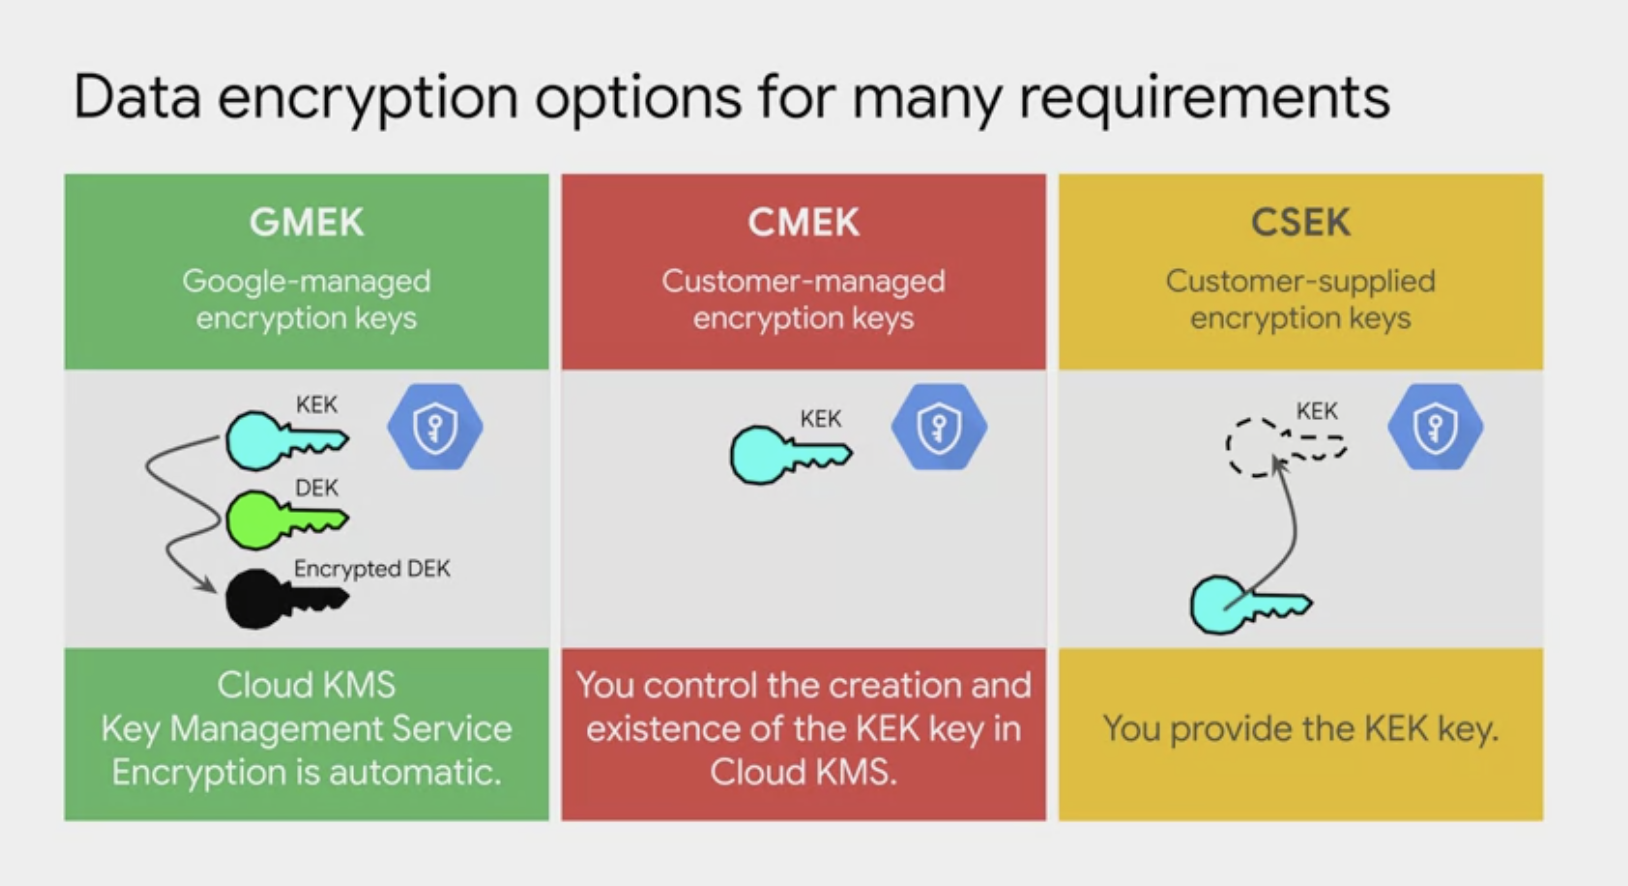 Data encryption options for many requirements
GMEK
Google-managed
encryption keys
KEK
DEK
Encrypted DEK
Cloud KMS
Key Management Service
Encryption is automatic.
CMEK
Customer-managed
encryption keys
KEK
You control the creation and
existence of the KEK key in
Cloud KMS.
CSEK
Customer-supplied
encryption keys
KEK
You provide the KEK key.